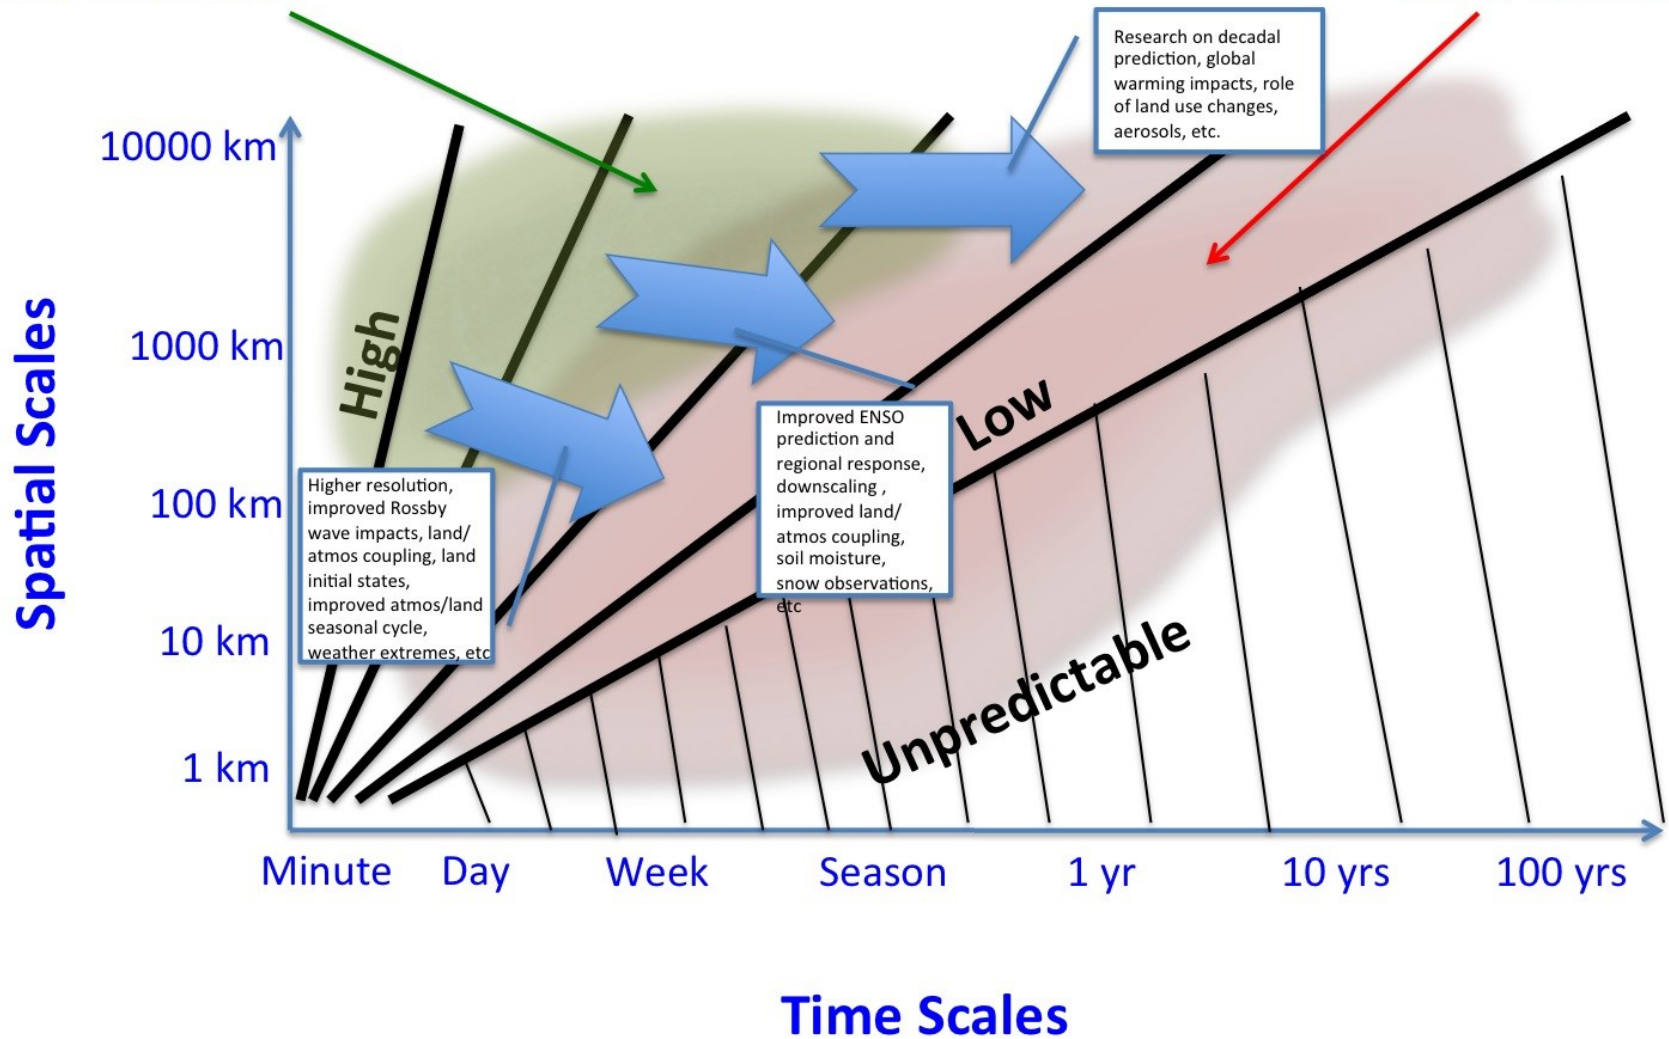 Research on decadal
prediction, global
warming impacts, role
of land use changes,
aerosols, etc.
10000 km
1000 km
100 km
10 km
1 km
Spatial Scales
High
Low
Unpredictable
Higher resolution,
improved Rossby
wave impacts, land/
atmos coupling, land
initial states,
improved atmos/land
seasonal cycle,
weather extremes, etc
Improved ENSO
prediction and
regional response,
downscaling ,
improved land/
atmos coupling,
soil moisture,
snow observations,
etc
Minute Day Week Season 1 yr 10 yrs 100 yrs
Time Scales